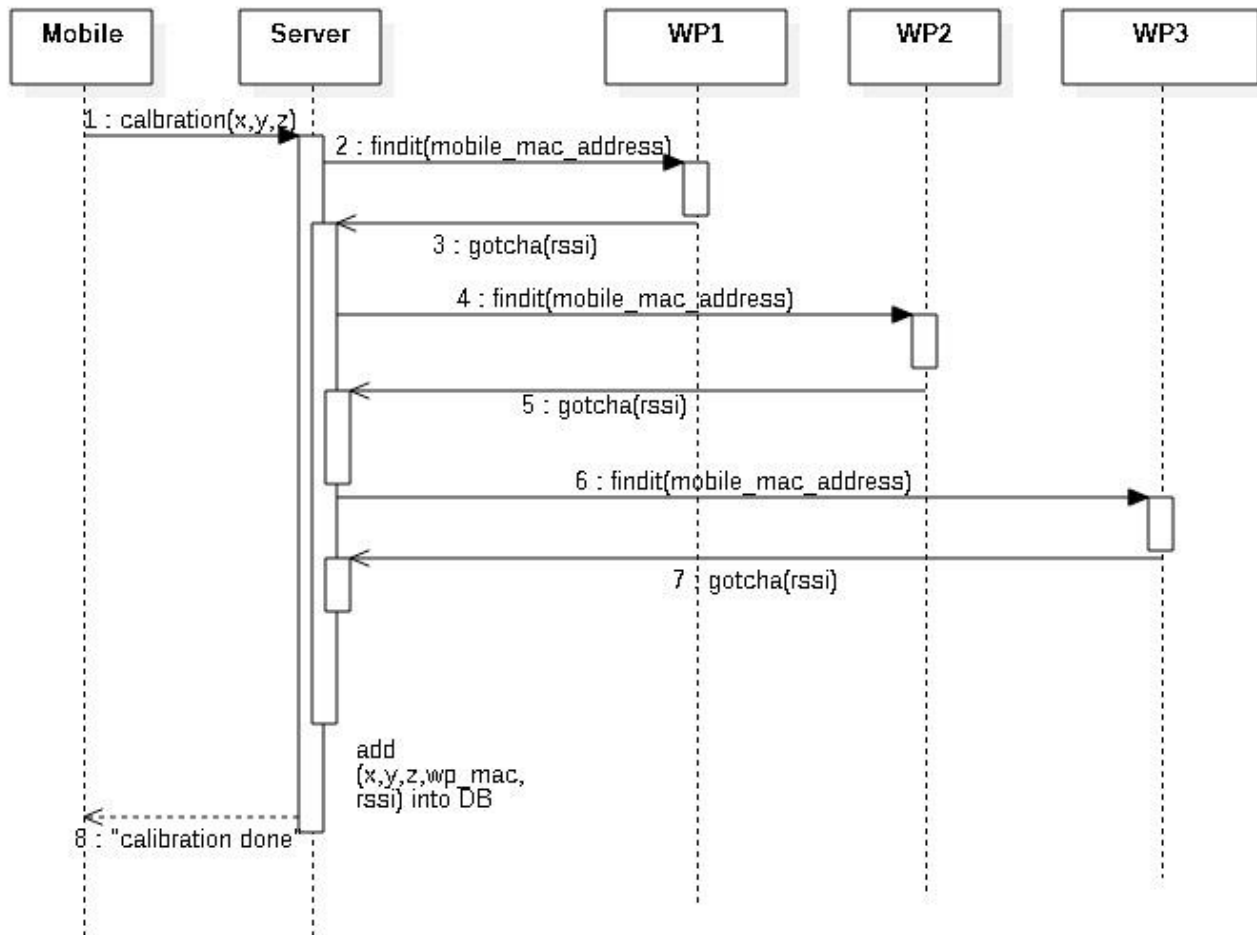 Mobile
Server
WP1
WP2
WP3
1 : calbration(x,y,z)
2 : findit(mobile_mac_address)
3 : gotcha(rssi)
4 : findit(mobile_mac_address)
5 : gotcha(rssi)
6 : findit(mobile_mac_address)
7 : gotcha(rssi)
add
(x,y,z,wp_mac,
rssi) into DB
8 : "calibration done"